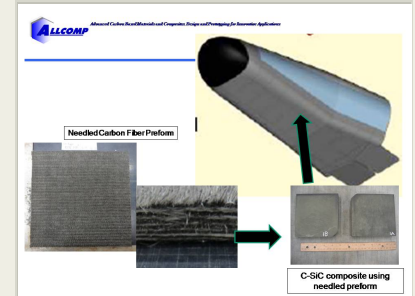 ALLCOMP
Advanced Carbon Based Materials and Composites; Design and Prototyping for Innovative Applications
Needled Carbon Fiber Preform
C-SiC composite using
needled preform